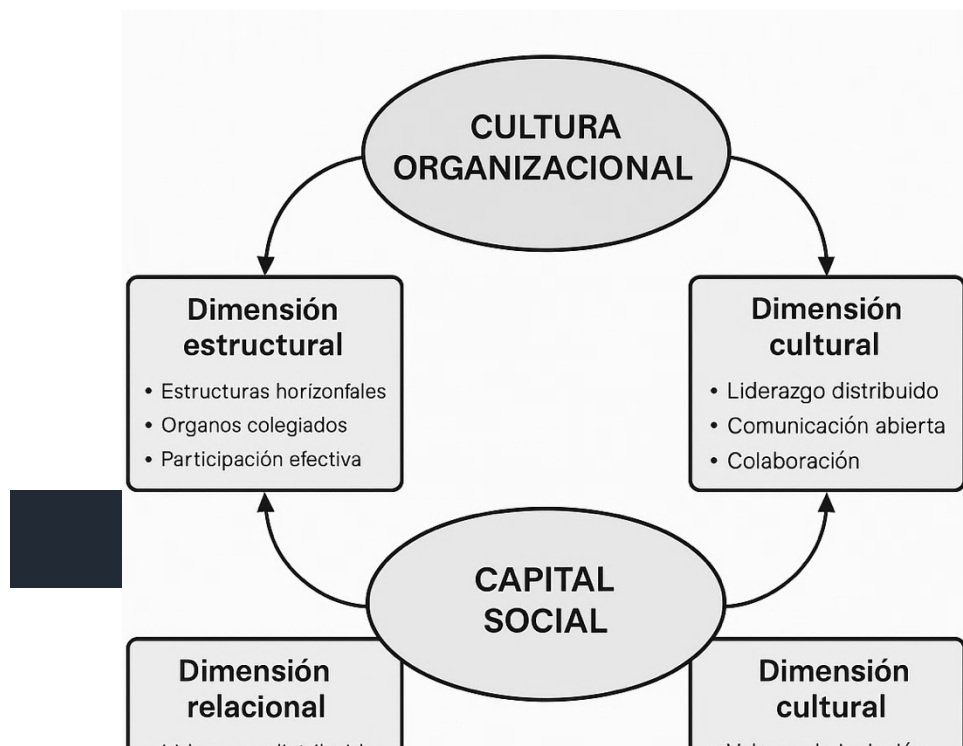 CULTURA
ORGANIZACIONAL
Dimensión
estructural
• Estructuras horizonfales
• Organos colegiados
• Participación efectiva
Dimensión
cultural
• Liderazgo distribuido
• Comunicación abierta
• Colaboración
CAPITAL
SOCIAL
Dimensión
relacional
Dimensión
cultural